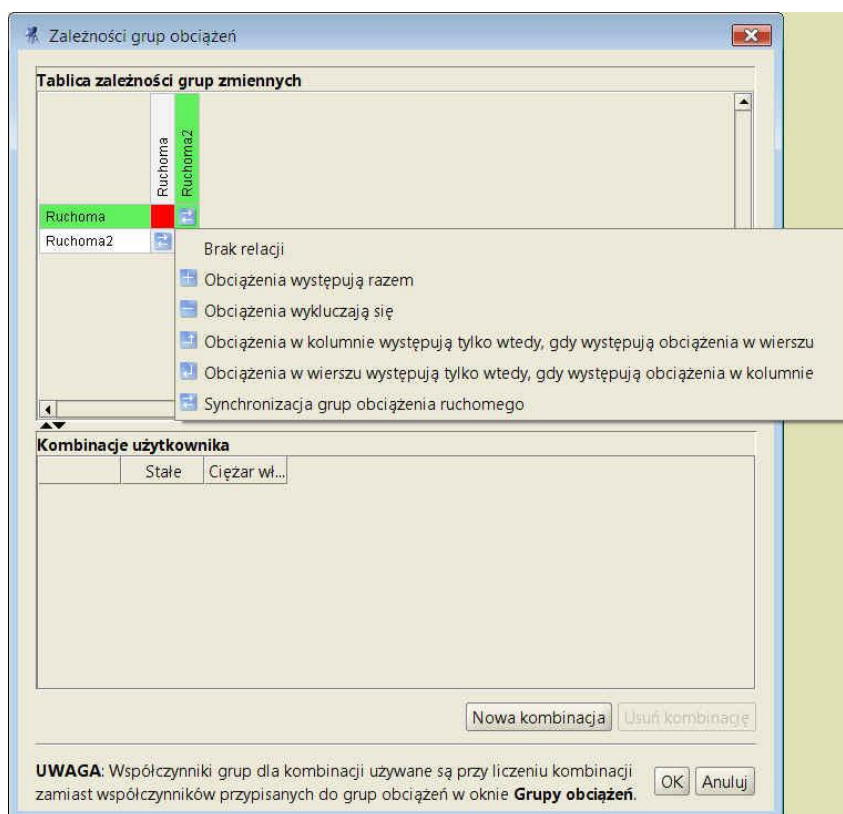 Zależności grup obciążeń
Tablica zależności grup zmiennych
Ruchoma
Ruchoma2
Ruchoma
Ruchoma2
Brak relacji
Obciążenia występują razem
Obciążenia wykluczają się
Obciążenia w kolumnie występują tylko wtedy, gdy występują obciążenia w wierszu
Obciążenia w wierszu występują tylko wtedy, gdy występują obciążenia w kolumnie
Synchronizacja grup obciążenia ruchomego
Kombinacje użytkownika
Stałe Ciężar wł...
Nowa kombinacja Usuń kombinację
UWAGA: Współczynniki grup dla kombinacji używane są przy liczeniu kombinacji
zamiast współczynników przypisanych do grup obciążeń w oknie Grupy obciążeń.
OK Anuluj